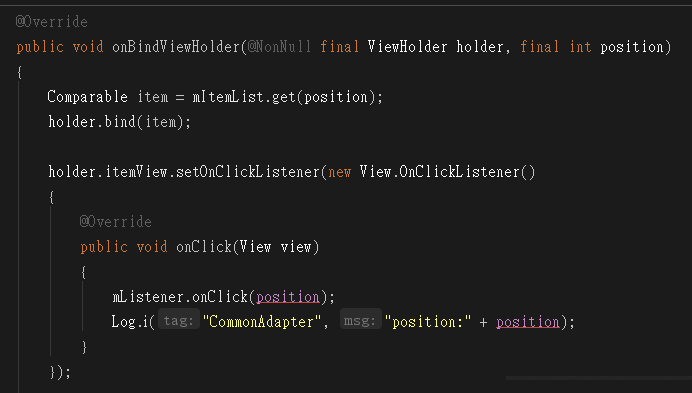 @Override
public void onBindViewHolder(@NonNull final ViewHolder holder, final int position)
{
Comparable item = mItemList.get(position);
holder.bind(item);
holder.itemView.setOnClickListener(new View.OnClickListener()
{
@Override
public void onClick(View view)
{
mListener.onClick(position);
Log.i( tag: "CommonAdapter", msg: "position:" + position);
}
});